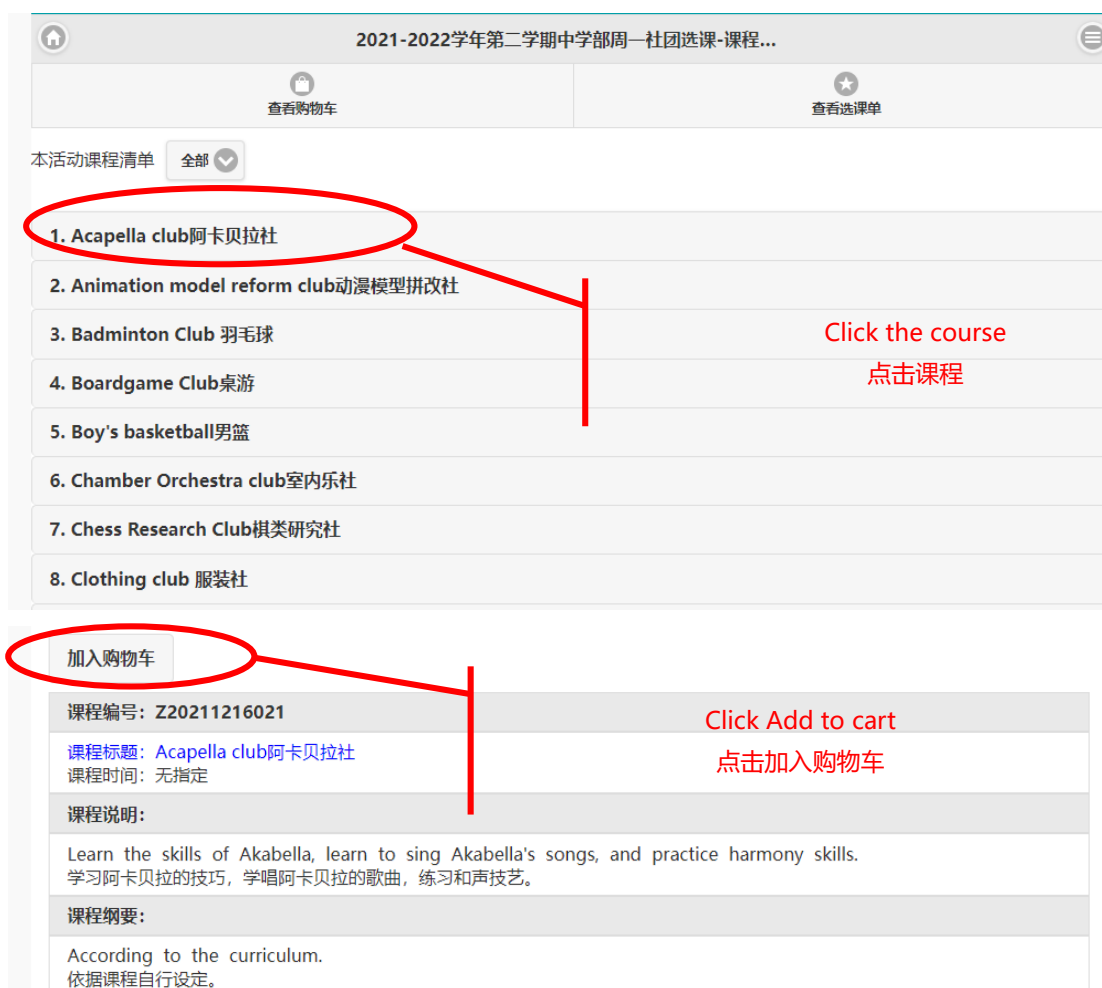 2021-2022学年第二学期中学部周一社团选课-课程...
查看购物车
查看选课单
本活动课程清单 全部
1. Acapella club阿卡贝拉社
2. Animation model reform club动漫模型拼改社
3. Badminton Club 羽毛球
4. Boardgame Club桌游
5. Boy's basketball男篮
6. Chamber Orchestra club室内乐社
7. Chess Research Club棋类研究社
8. Clothing club 服装社
Click the course
点击课程
加入购物车
课程编号：Z20211216021
课程标题：Acapella club阿卡贝拉社
课程时间：无指定
Click Add to cart
点击加入购物车
课程说明：
Learn the skills of Akabella, learn to sing Akabella's songs, and practice harmony skills.
学习阿卡贝拉的技巧，学唱阿卡贝拉的歌曲，练习和声技艺。
课程纲要：
According to the curriculum.
依据课程自行设定。